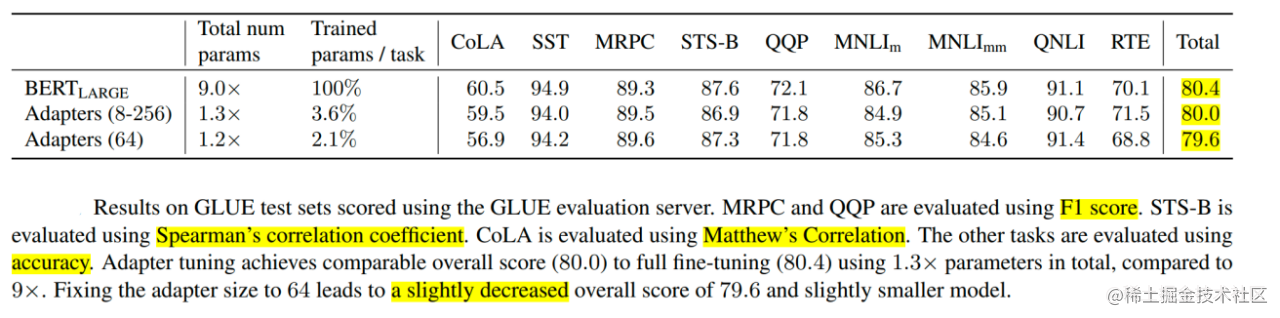 Total num Trained
params params / task CoLA SST MRPC STS-B QQP MNLIm MNLImm QNLI RTE Total
BERTLARGE 9.0× 100% 60.5 94.9 89.3 87.6 72.1 86.7 85.9 91.1 70.1 80.4
Adapters (8-256) 1.3× 3.6% 59.5 94.0 89.5 86.9 71.8 84.9 85.1 90.7 71.5 80.0
Adapters (64) 1.2× 2.1% 56.9 94.2 89.6 87.3 71.8 85.3 84.6 91.4 68.8 79.6
Results on GLUE test sets scored using the GLUE evaluation server. MRPC and QQP are evaluated using F1 score. STS-B is
evaluated using Spearman's correlation coefficient. CoLA is evaluated using Matthew's Correlation. The other tasks are evaluated using
accuracy. Adapter tuning achieves comparable overall score (80.0) to full fine-tuning (80.4) using 1.3× parameters in total, compared to
9×. Fixing the adapter size to 64 leads to a slightly decreased overall score of 79.6 and slightly smaller model.
@稀土掘金技术社区